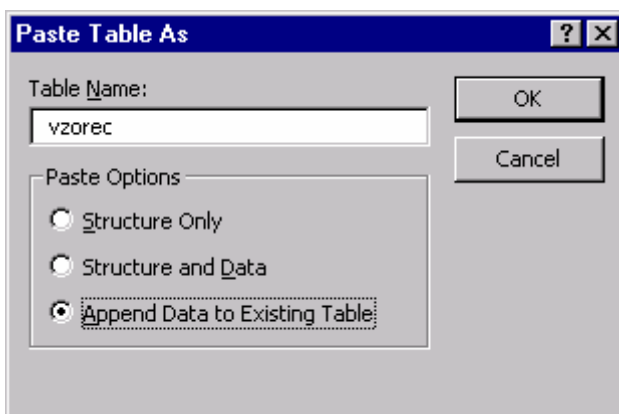 Paste Table As
Table Name:
OK
vzorec
Cancel
Paste Options
Structure Only
Structure and Data
Append Data to Existing Table